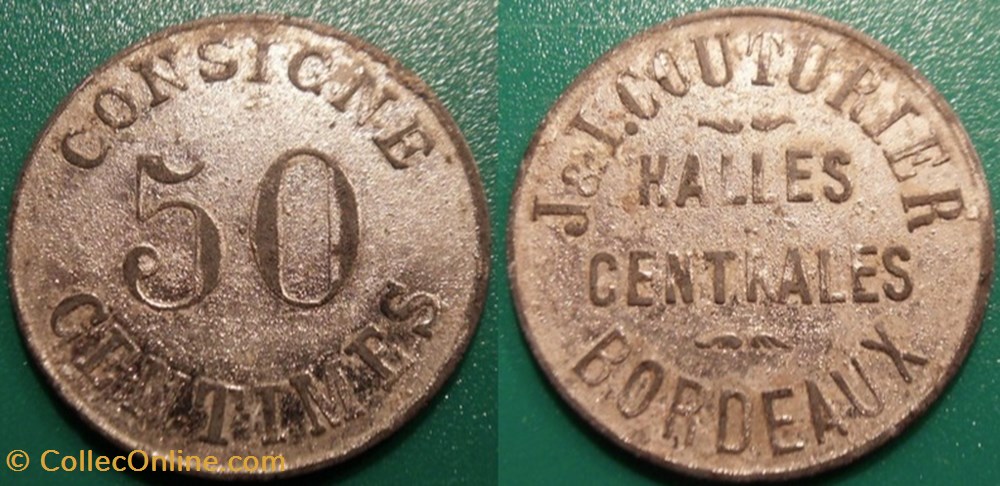 CONSIGNE
50
CENTIMES
J & I. COUTURIER
HALLES
CENTRALES
BORDEAUX
© CollecOnline.com